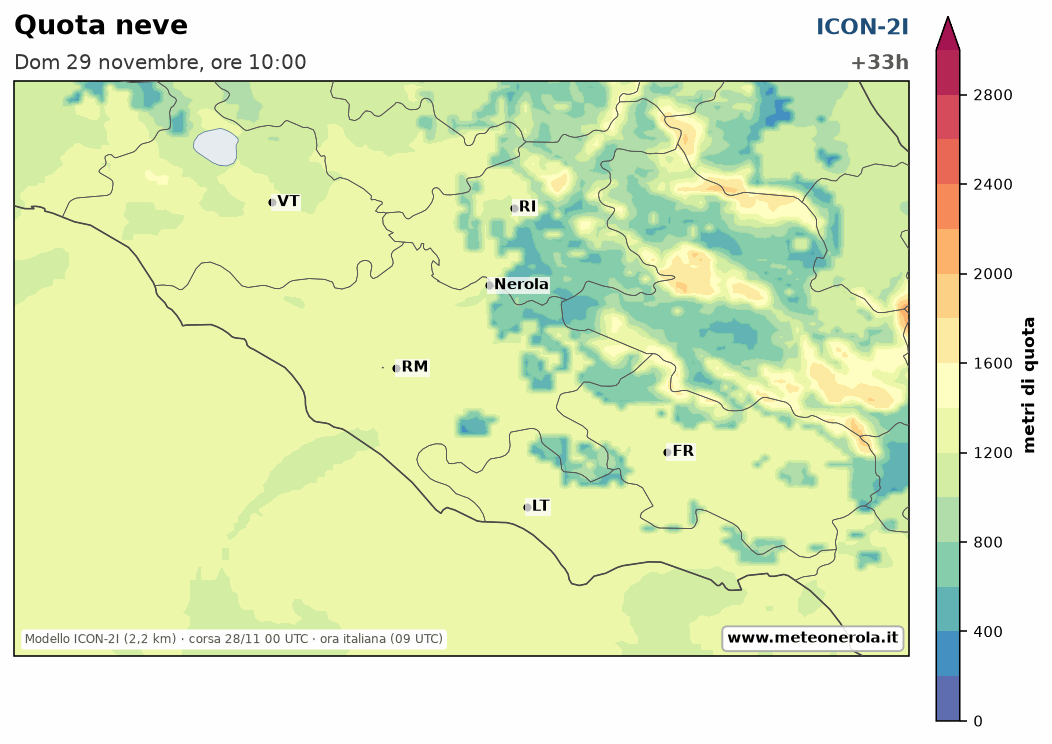 Quota neve
ICON-2I
Dom 29 novembre, ore 10:00
+33h
VT
RI
Nerola
RM
FR
LT
Modello ICON-2I (2,2 km) · corsa 28/11 00 UTC · ora italiana (09 UTC)
www.meteonerola.it
2800
2400
2000
1600
1200
800
400
0
metri di quota